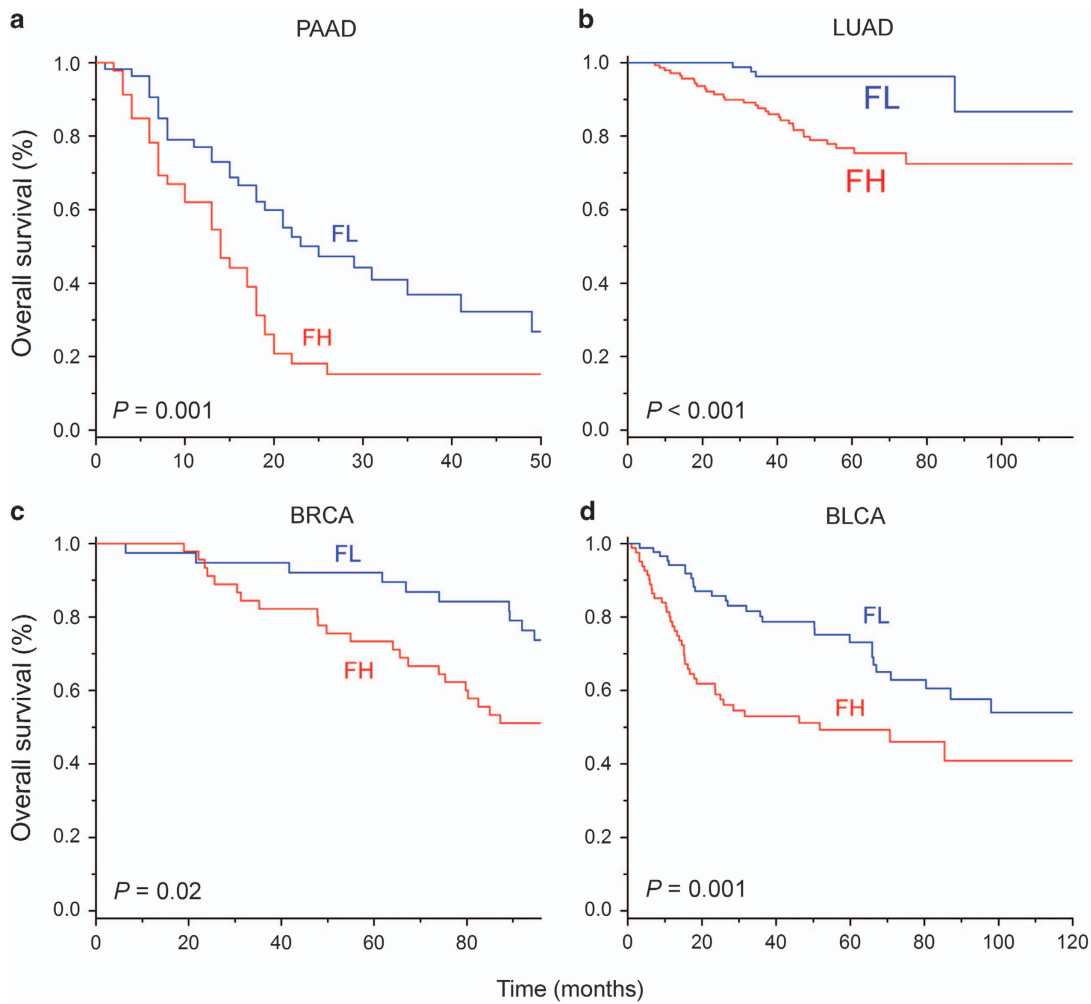 a
PAAD
Overall survival (%)
1.0
0.8
0.6
0.4
0.2
0.0
FL
FH
P = 0.001
0 10 20 30 40 50
b
LUAD
1.0
0.8
0.6
0.4
0.2
0.0
FL
FH
P < 0.001
0 20 40 60 80 100
c
BRCA
Overall survival (%)
1.0
0.8
0.6
0.4
0.2
0.0
FL
FH
P = 0.02
0 20 40 60 80
d
BLCA
1.0
0.8
0.6
0.4
0.2
0.0
FL
FH
P = 0.001
0 20 40 60 80 100 120
Time (months)